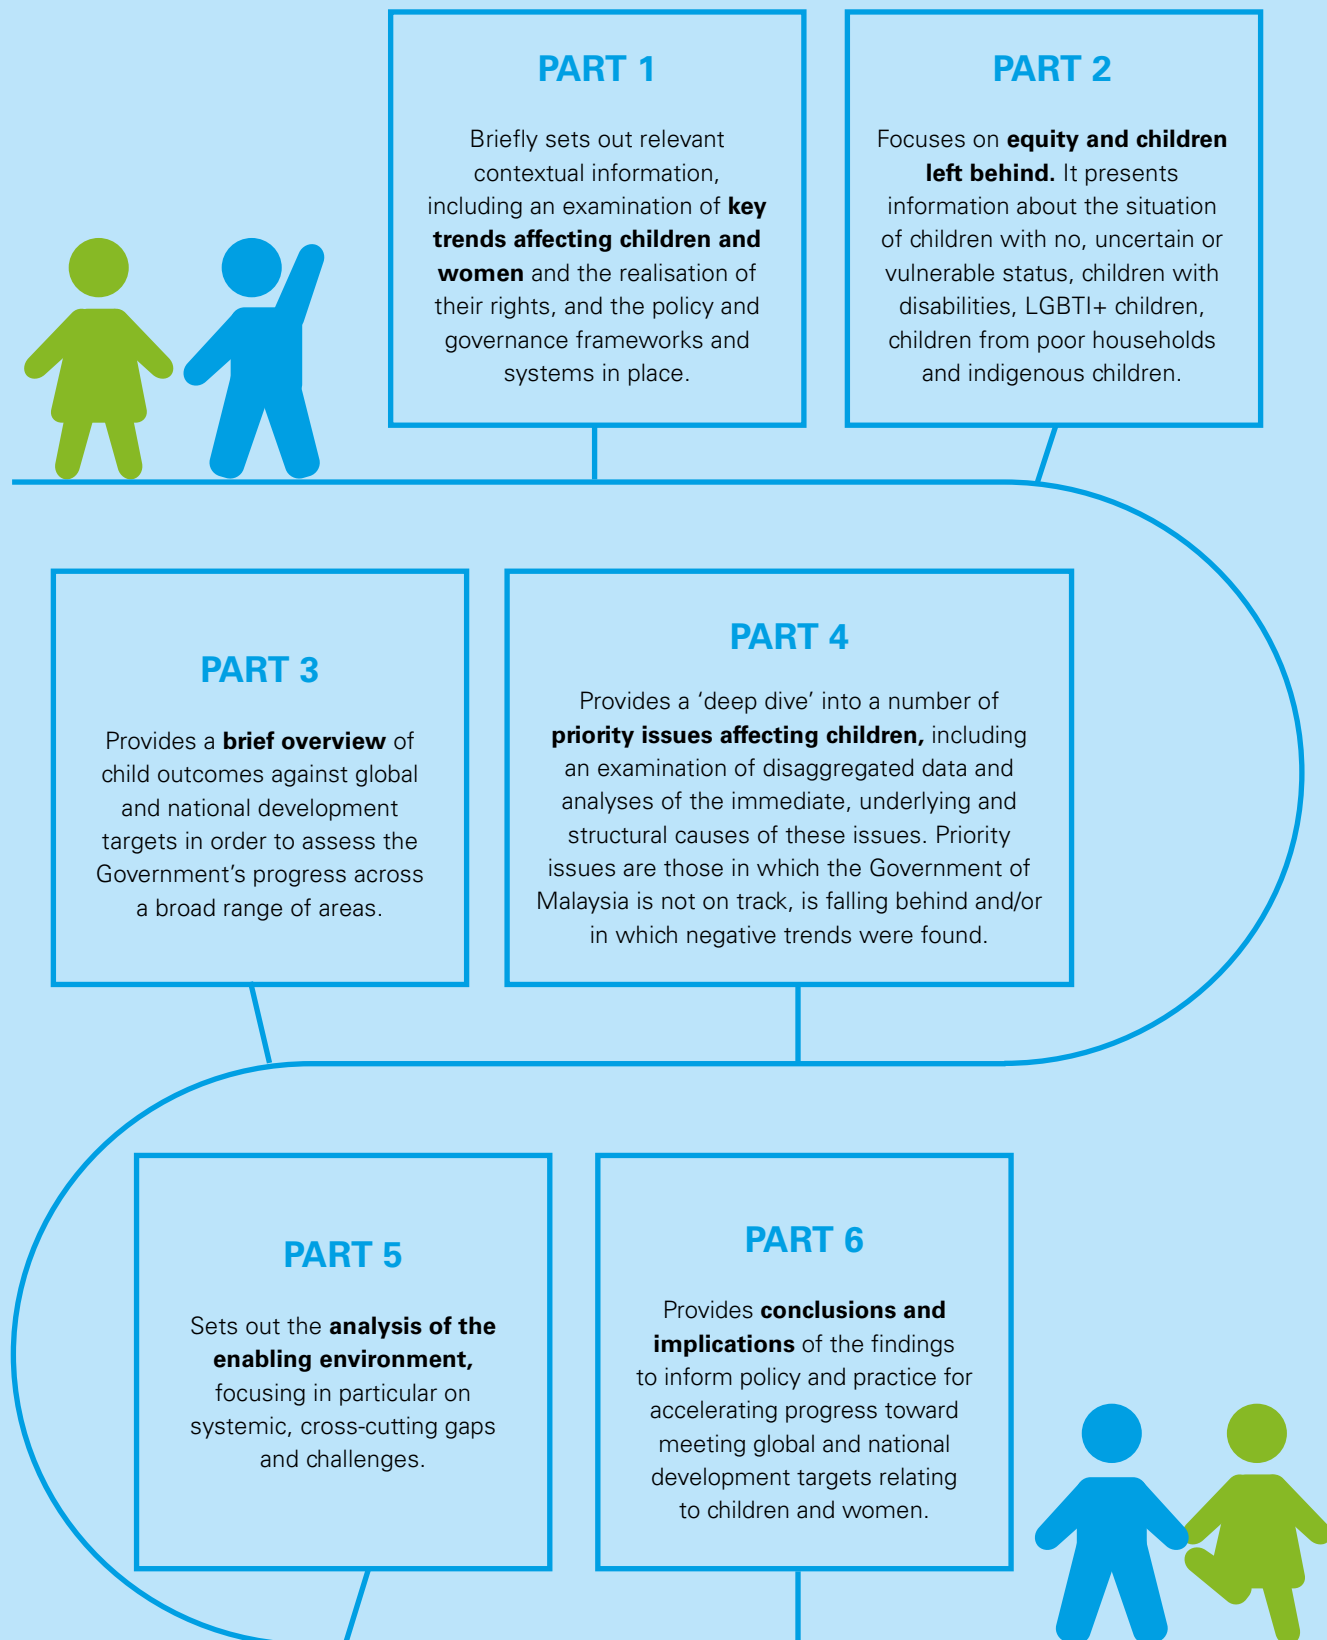 PART 1
Briefly sets out relevant
contextual information,
including an examination of key
trends affecting children and
women and the realisation of
their rights, and the policy and
governance frameworks and
systems in place.
PART 2
Focuses on equity and children
left behind. It presents
information about the situation
of children with no, uncertain or
vulnerable status, children with
disabilities, LGBTI+ children,
children from poor households
and indigenous children.
PART 3
Provides a brief overview of
child outcomes against global
and national development
targets in order to assess the
Government’s progress across
a broad range of areas.
PART 4
Provides a ‘deep dive’ into a number of
priority issues affecting children, including
an examination of disaggregated data and
analyses of the immediate, underlying and
structural causes of these issues. Priority
issues are those in which the Government of
Malaysia is not on track, is falling behind and/or
in which negative trends were found.
PART 5
Sets out the analysis of the
enabling environment,
focusing in particular on
systemic, cross-cutting gaps
and challenges.
PART 6
Provides conclusions and
implications of the findings
to inform policy and practice for
accelerating progress toward
meeting global and national
development targets relating
to children and women.